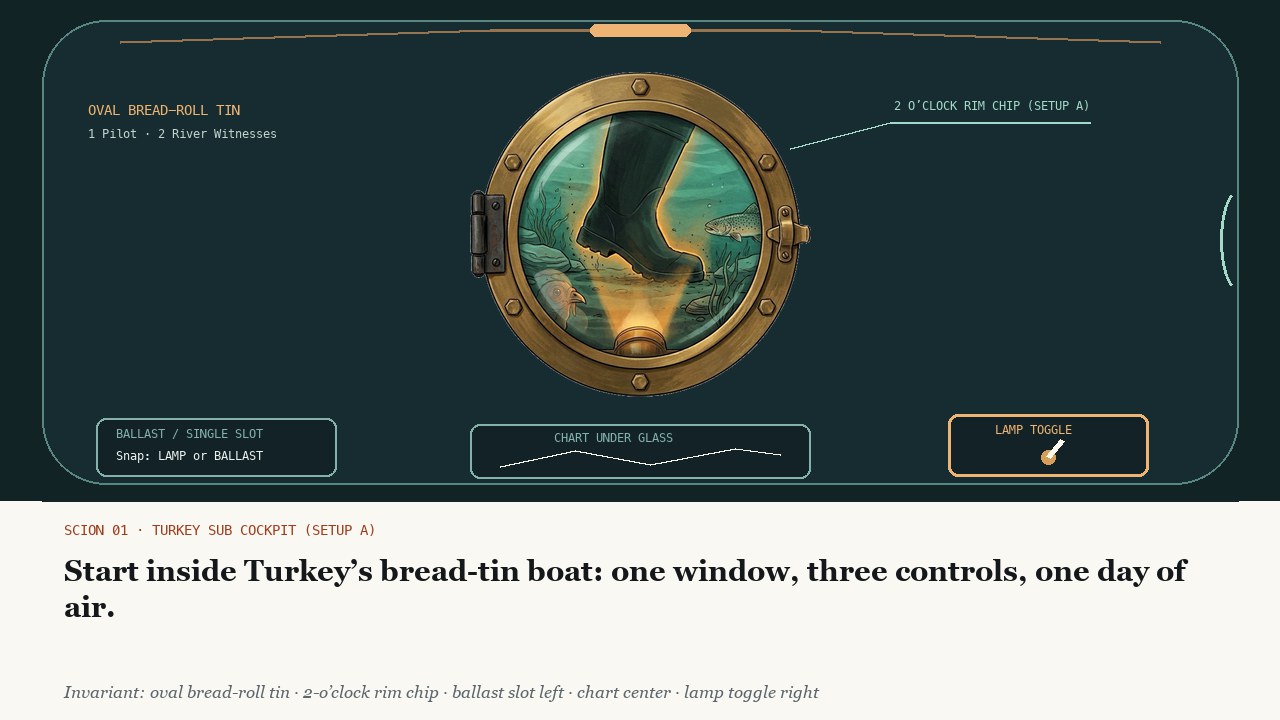 OVAL BREAD–ROLL TIN
1 Pilot · 2 River Witnesses
2 O’CLOCK RIM CHIP (SETUP A)
BALLAST / SINGLE SLOT
Snap: LAMP or BALLAST
CHART UNDER GLASS
LAMP TOGGLE
SCION 01 · TURKEY SUB COCKPIT (SETUP A)
Start inside Turkey’s bread-tin boat: one window, three controls, one day of
air.
Invariant: oval bread-roll tin · 2-o’clock rim chip · ballast slot left · chart center · lamp toggle right